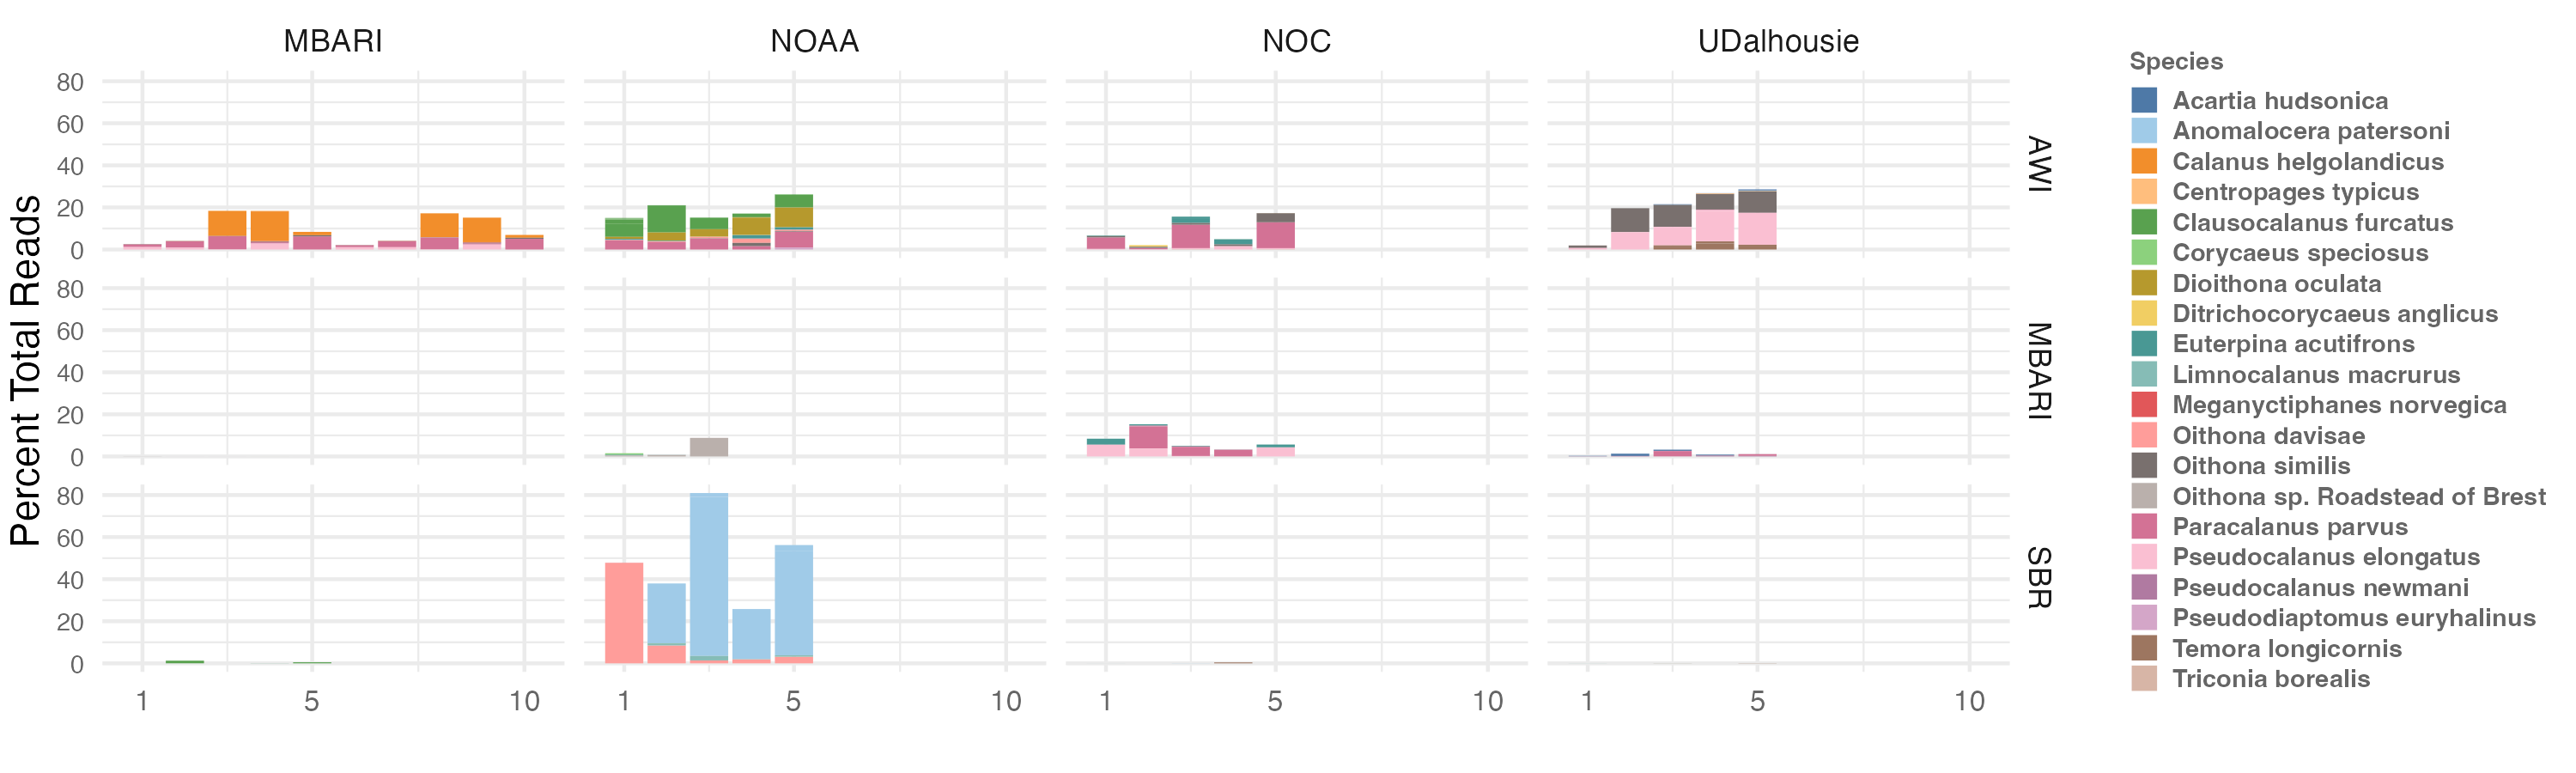 MBARI NOAA NOC UDalhousie
Percent Total Reads
80
60
40
20
0
AWI
80
60
40
20
0
MBARI
80
60
40
20
0
SBR
1 5 10 1 5 10 1 5 10 1 5 10
Species
Acartia hudsonica
Anomalocera patersoni
Calanus helgolandicus
Centropages typicus
Clausocalanus furcatus
Corycaeus speciosus
Dioithona oculata
Ditrichocorycaeus anglicus
Euterpina acutifrons
Limnocalanus macrurus
Meganyctiphanes norvegica
Oithona davisae
Oithona similis
Oithona sp. Roadstead of Brest
Paracalanus parvus
Pseudocalanus elongatus
Pseudocalanus newmani
Pseudodiaptomus euryhalinus
Temora longicornis
Triconia borealis